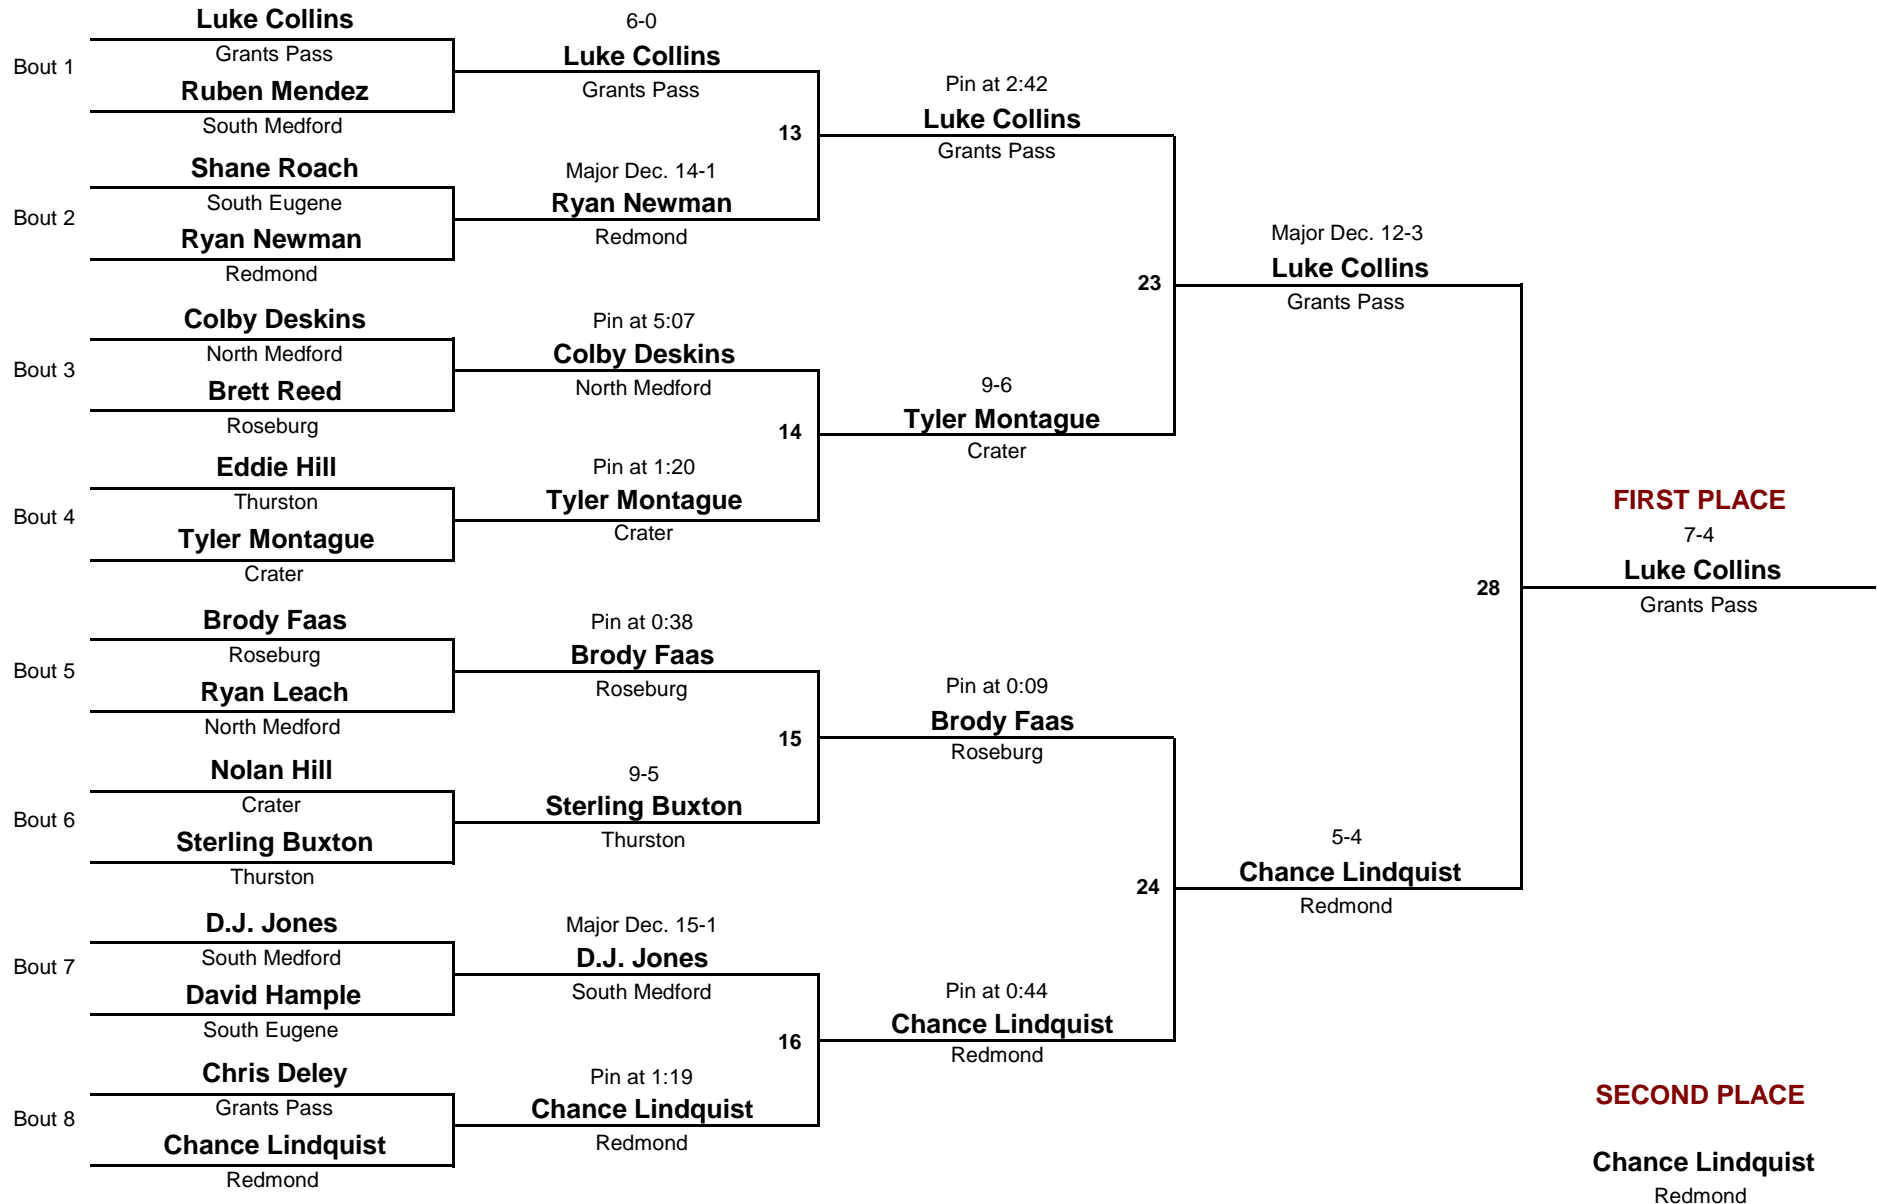 Luke Collins
Bout 1
Grants Pass
Ruben Mendez
South Medford
Shane Roach
Bout 2
South Eugene
Ryan Newman
Redmond
Colby Deskins
Bout 3
North Medford
Brett Reed
Roseburg
Eddie Hill
Bout 4
Thurston
Tyler Montague
Crater
Brody Faas
Bout 5
Roseburg
Ryan Leach
North Medford
Nolan Hill
Bout 6
Crater
Sterling Buxton
Thurston
D.J. Jones
Bout 7
South Medford
David Hample
South Eugene
Chris Deley
Bout 8
Grants Pass
Chance Lindquist
Redmond
6-0
Luke Collins
Grants Pass
13
Major Dec. 14-1
Ryan Newman
Redmond
Pin at 5:07
Colby Deskins
North Medford
14
Pin at 1:20
Tyler Montague
Crater
Pin at 0:38
Brody Faas
Roseburg
15
9-5
Sterling Buxton
Thurston
Major Dec. 15-1
D.J. Jones
South Medford
16
Pin at 1:19
Chance Lindquist
Redmond
Pin at 2:42
Luke Collins
Grants Pass
23
9-6
Tyler Montague
Crater
Pin at 0:09
Brody Faas
Roseburg
24
Pin at 0:44
Chance Lindquist
Redmond
Major Dec. 12-3
Luke Collins
Grants Pass
28
5-4
Chance Lindquist
Redmond
FIRST PLACE
7-4
Luke Collins
Grants Pass
SECOND PLACE
Chance Lindquist
Redmond